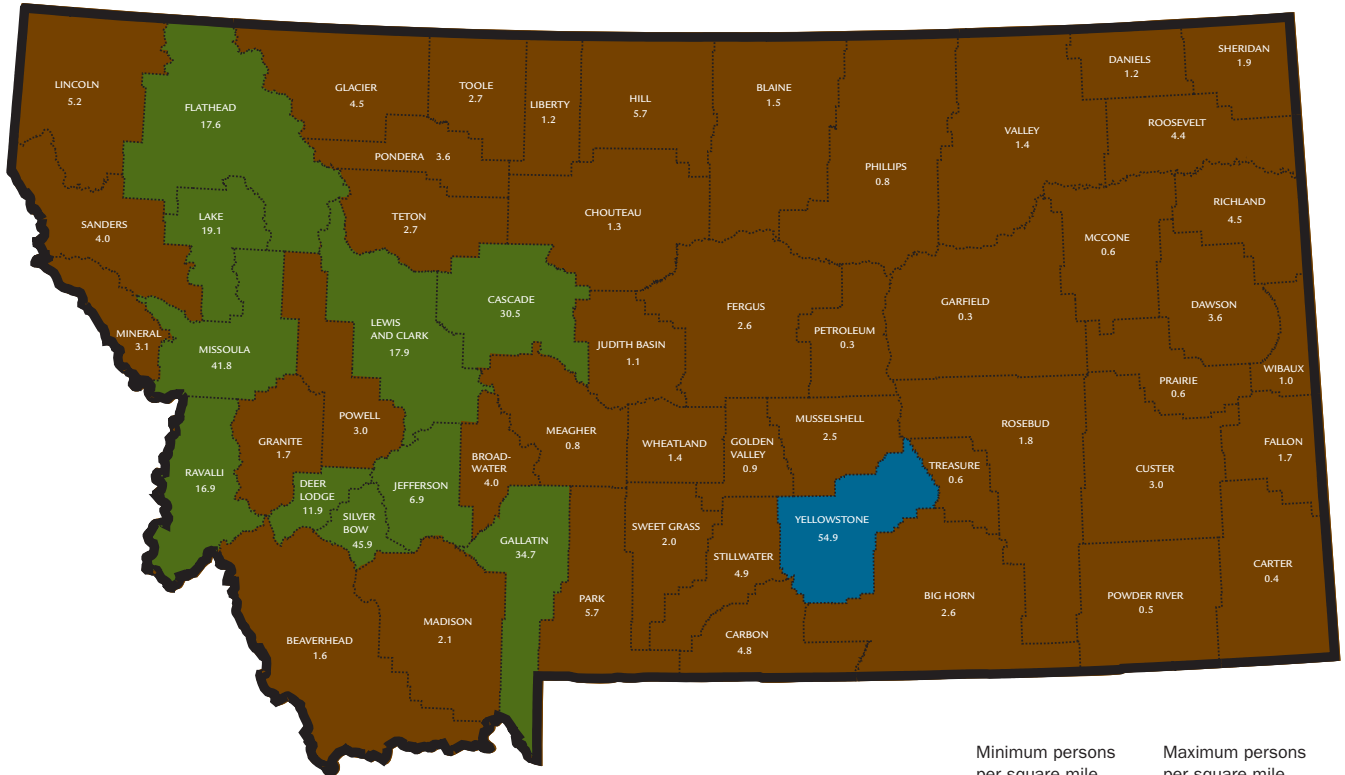 LINCOLN
5.2
FLATHEAD
17.6
GLACIER
4.5
TOOLE
2.7
LIBERTY
1.2
HILL
5.7
BLAINE
1.5
PHILLIPS
0.8
VALLEY
1.4
DANIELS
1.2
SHERIDAN
1.9
ROOSEVELT
4.4
PONDERA 3.6
SANDERS
4.0
LAKE
19.1
TETON
2.7
CHOUTEAU
1.3
MCCONE
0.6
RICHLAND
4.5
MINERAL
3.1
MISSOULA
41.8
LEWIS
AND CLARK
17.9
CASCADE
30.5
JUDITH BASIN
1.1
FERGUS
2.6
PETROLEUM
0.3
GARFIELD
0.3
DAWSON
3.6
PRAIRIE
0.6
WIBAUX
1.0
RAVALLI
16.9
GRANITE
1.7
POWELL
3.0
DEER
LODGE
11.9
SILVER
BOW
45.9
JEFFERSON
6.9
BROAD-
WATER
4.0
MEAGHER
0.8
WHEATLAND
1.4
GOLDEN
VALLEY
0.9
MUSSELSHELL
2.5
TREASURE
0.6
ROSEBUD
1.8
CUSTER
3.0
FALLON
1.7
GALLATIN
34.7
SWEET GRASS
2.0
STILLWATER
4.9
YELLOWSTONE
54.9
BEAVERHEAD
1.6
MADISON
2.1
PARK
5.7
CARBON
4.8
BIG HORN
2.6
POWDER RIVER
0.5
CARTER
0.4
Minimum persons
per square mile
Maximum persons
per square mile